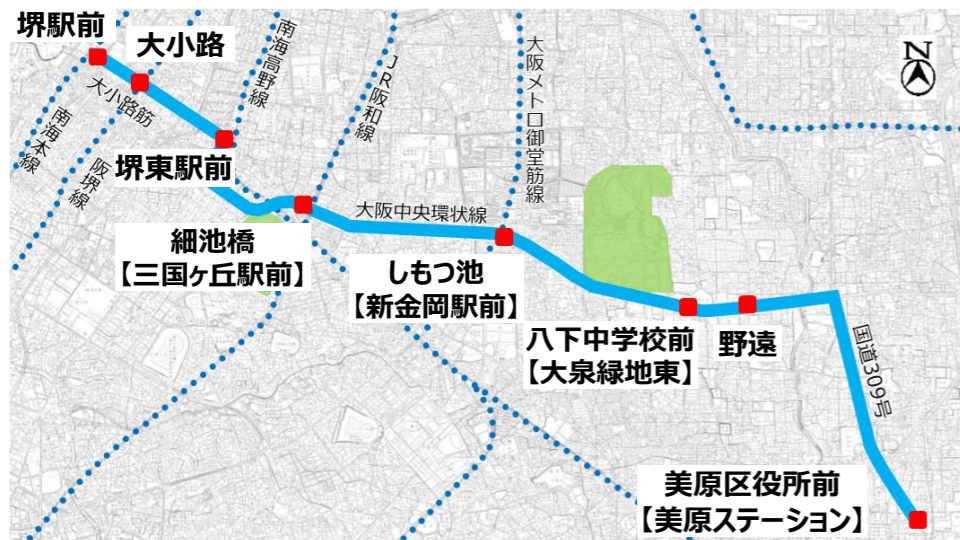 堺駅前
大小路
大小路筋
南海本線
阪堺線
南海高野線
JR阪和線
大阪メトロ御堂筋線
N
堺東駅前
大阪中央環状線
細池橋
【三国ヶ丘駅前】
しもつ池
【新金岡駅前】
八下中学校前
【大泉緑地東】
野遠
国道309号
美原区役所前
【美原ステーション】